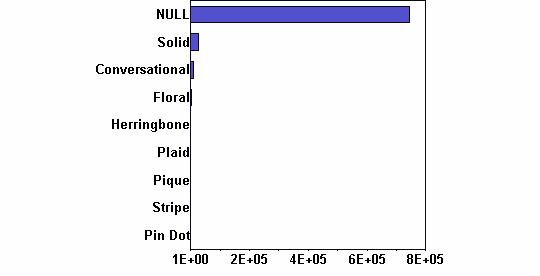 NULL
Solid
Conversational
Floral
Herringbone
Plaid
Pique
Stripe
Pin Dot
1E+00 2E+05 4E+05 6E+05 8E+05